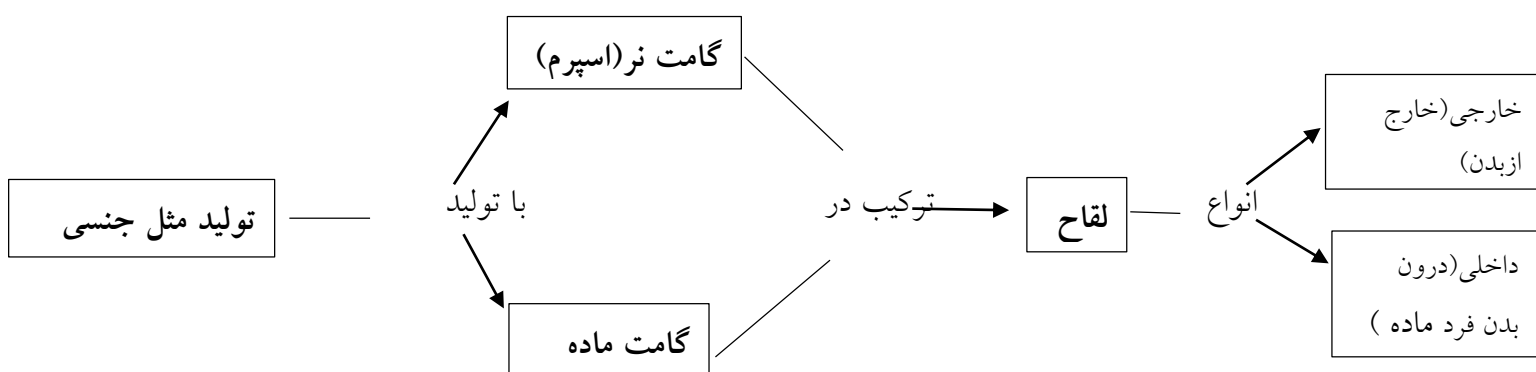 تولید مثل جنسی
با تولید
گامت نر(اسپرم)
گامت ماده
ترکیب در
لقاح
انواع
خارجی(خارج
ازبدن)
داخلی(درون
بدن فرد ماده )